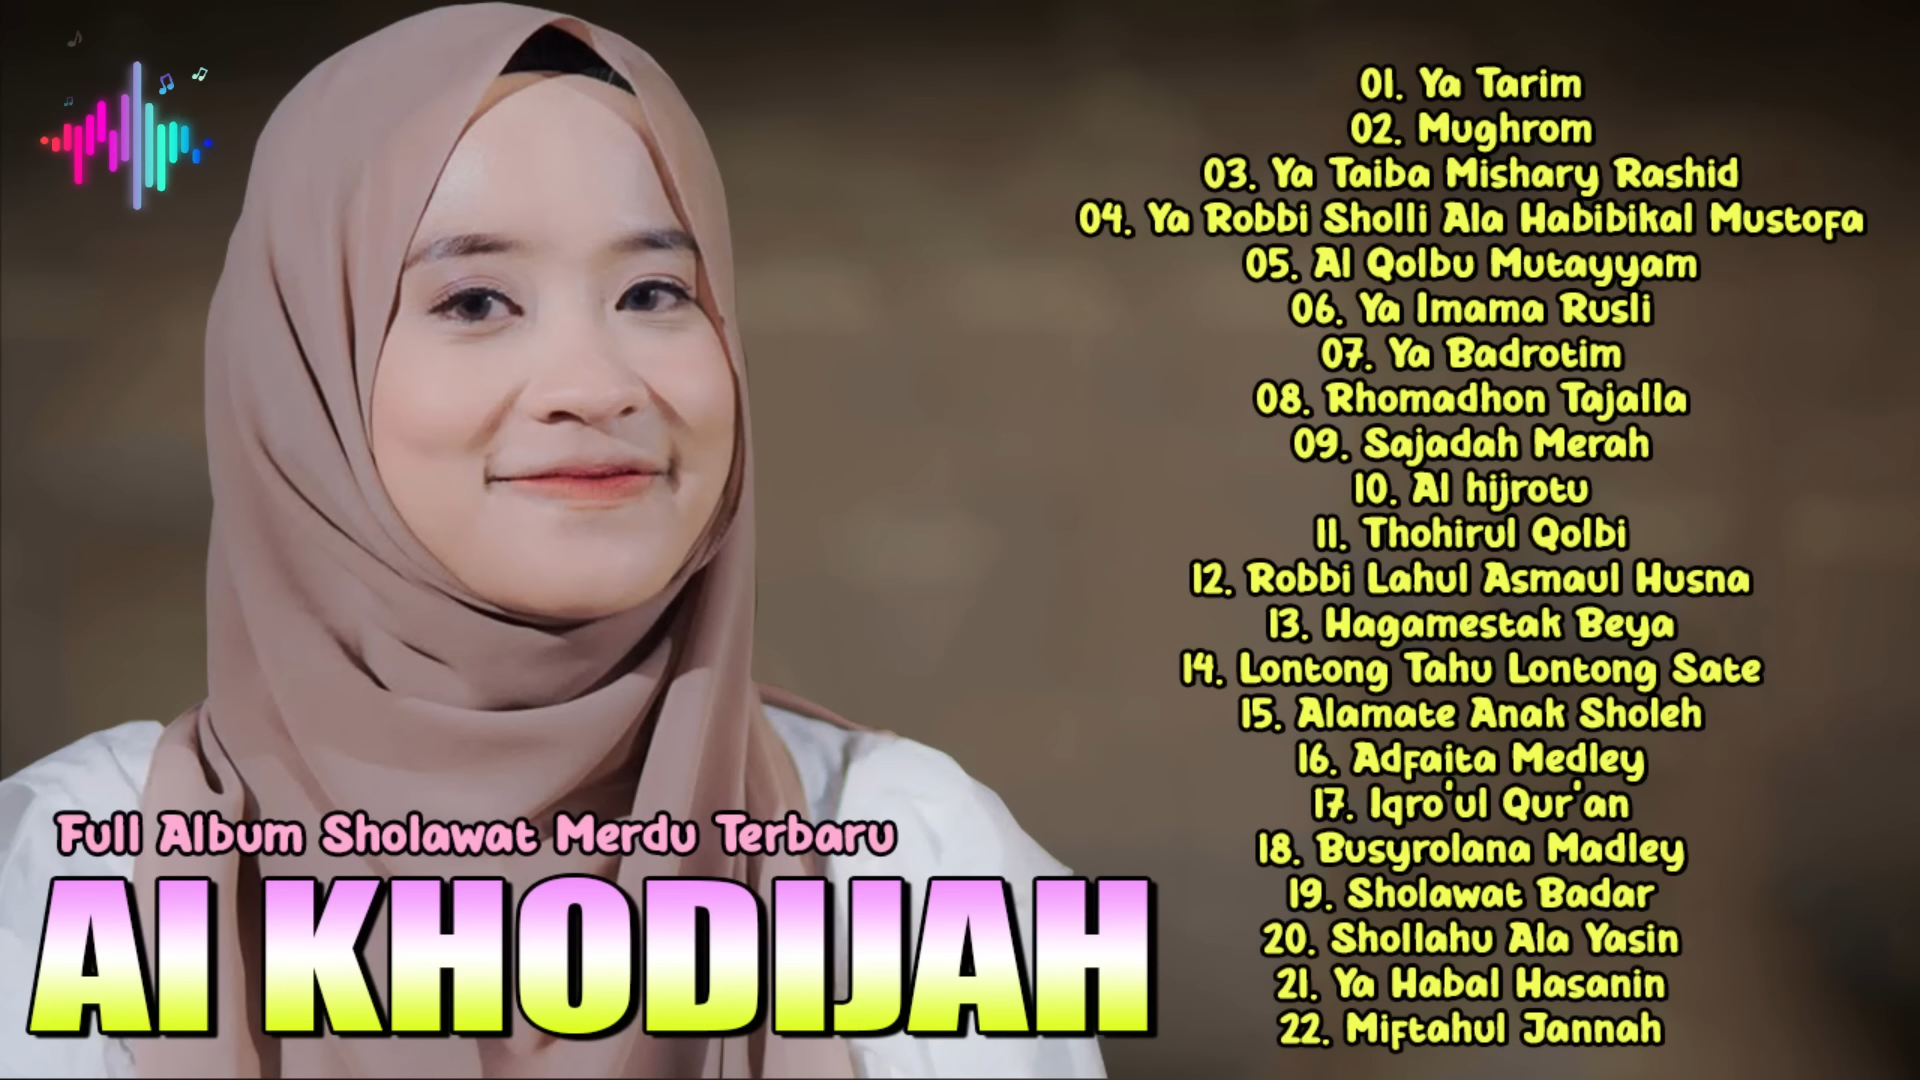 Full Album Sholawat Merdu Terbaru
AI KHODIJAH
01. Ya Tarim
02. Mughrom
03. Ya Taiba Mishary Rashid
04. Ya Robbi Sholli Ala Habibikal Mustofa
05. Al Qolbu Mutayyam
06. Ya Imama Rusli
07. Ya Badrotim
08. Rhomadhon Tajalla
09. Sajadah Merah
10. Al hijrotu
11. Thohirul Qolbi
12. Robbi Lahul Asmaul Husna
13. Hagamestak Beya
14. Lontong Tahu Lontong Sate
15. Alamate Anak Sholeh
16. Adfaita Medley
17. Iqro'ul Qur'an
18. Busyrolana Madley
19. Sholawat Badar
20. Shollahu Ala Yasin
21. Ya Habal Hasanin
22. Miftahul Jannah